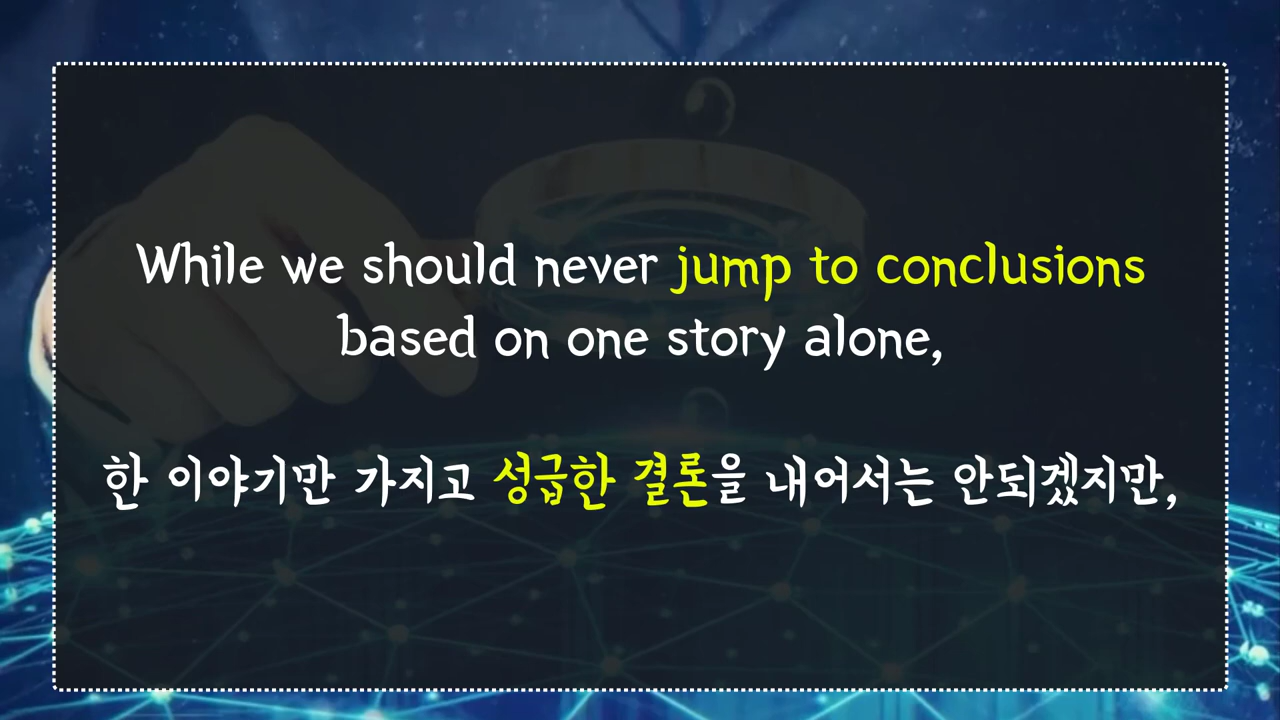 While we should never jump to conclusions
based on one story alone,
한 이야기만 가지고 성급한 결론을 내어서는 안되겠지만,